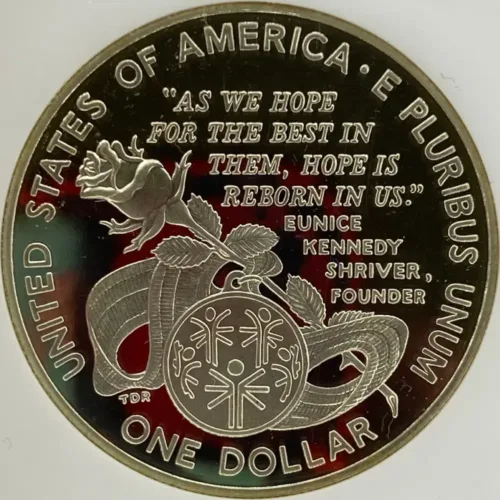 UNITED STATES OF AMERICA · E PLURIBUS UNUM
"AS WE HOPE
FOR THE BEST IN
THEM, HOPE IS
REBORN IN US."
EUNICE
KENNEDY
SHRIVER,
FOUNDER
TDR
ONE DOLLAR